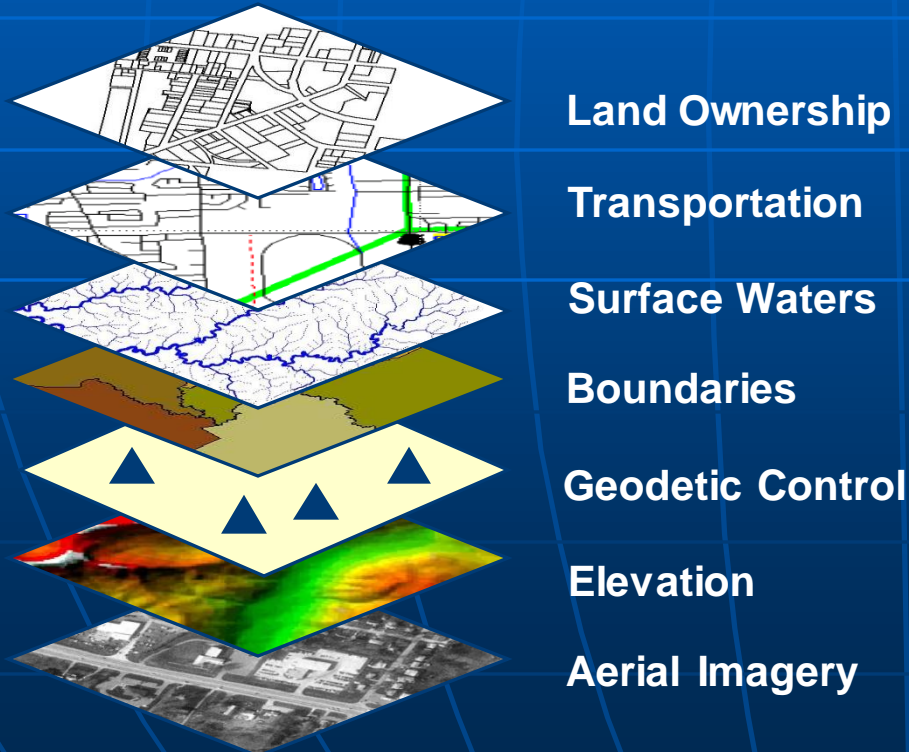 Land Ownership
Transportation
Surface Waters
Boundaries
Geodetic Control
Elevation
Aerial Imagery